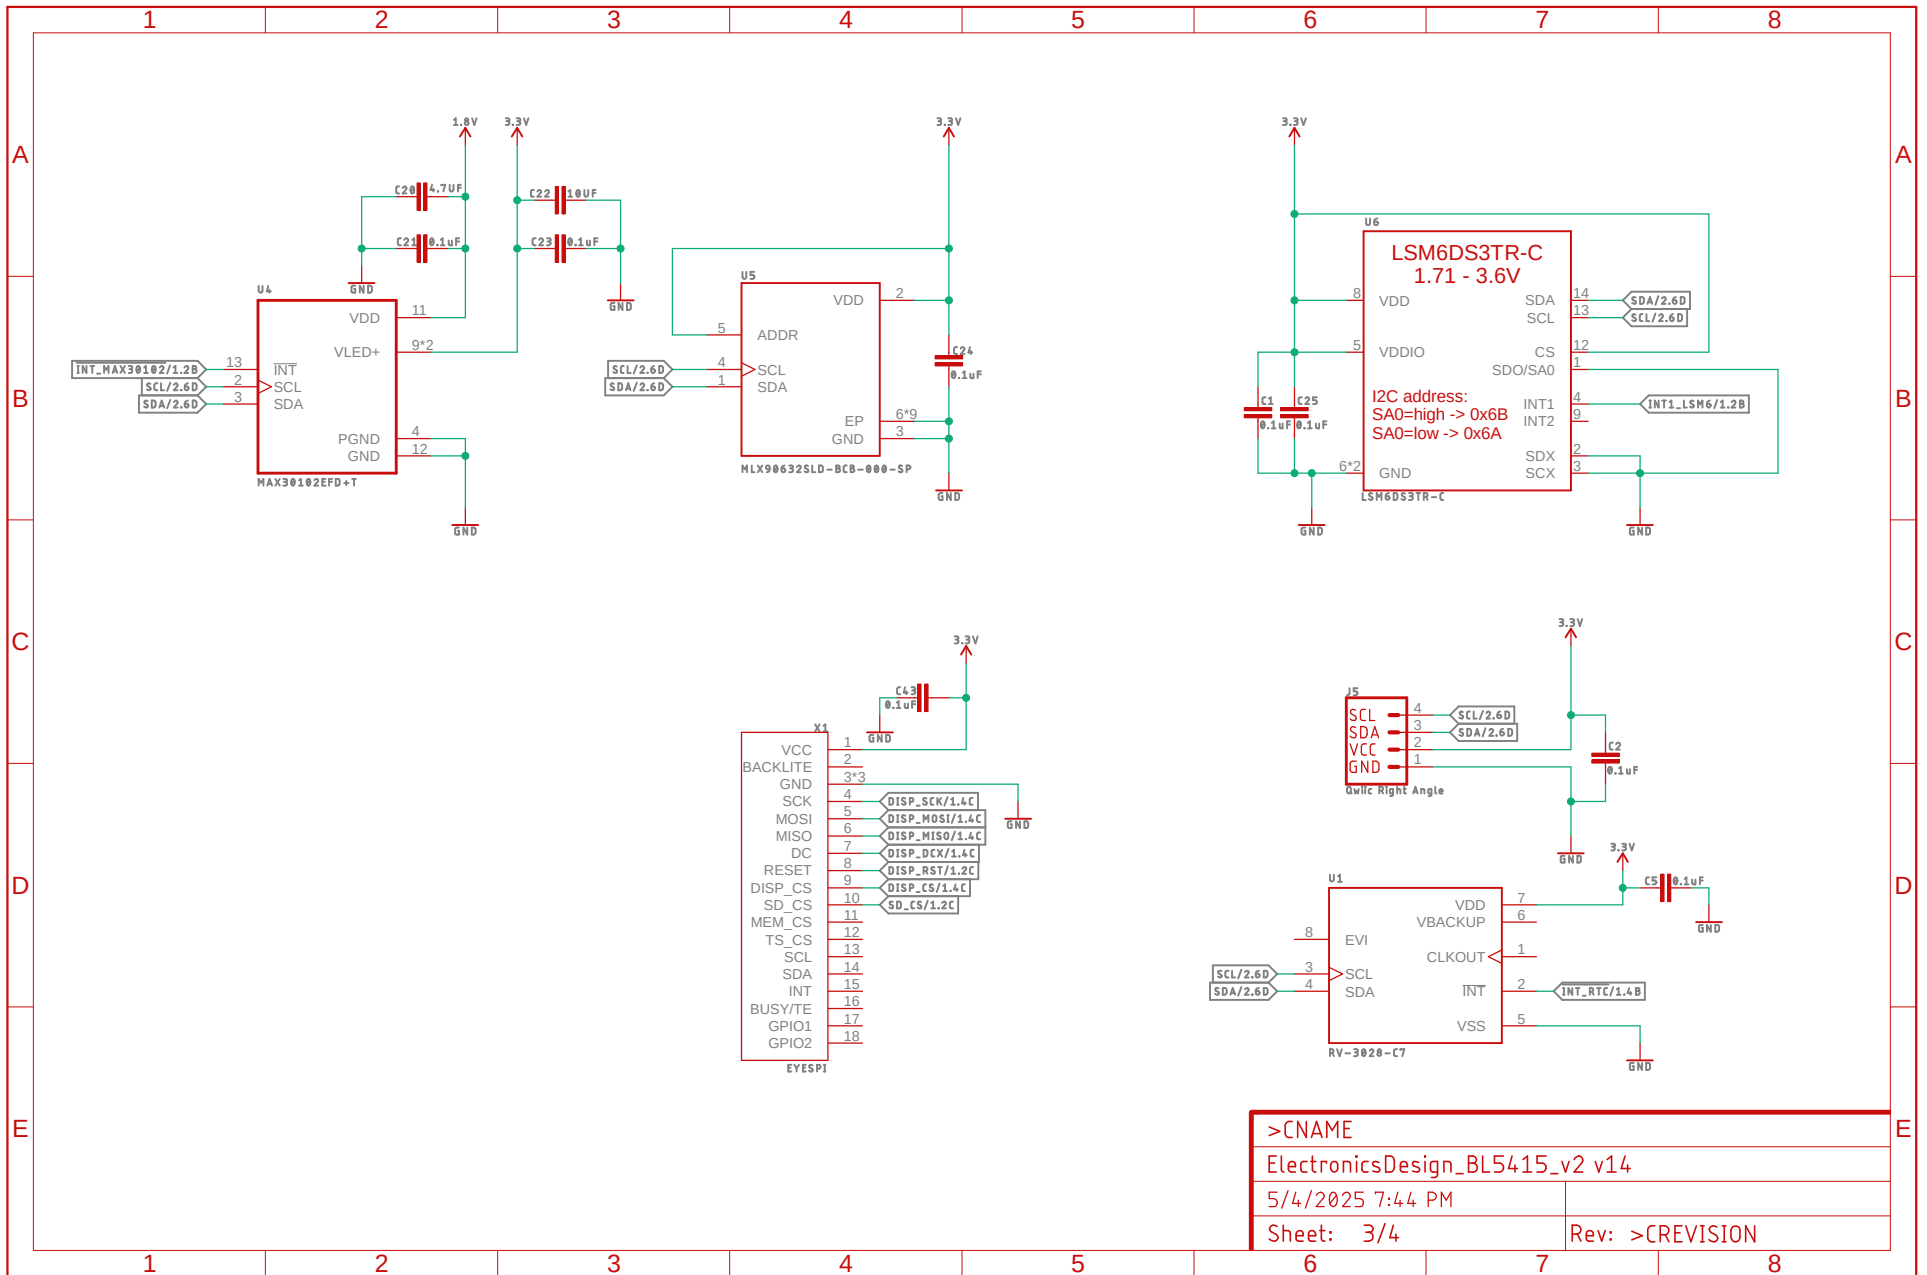 1 2 3 4 5 6 7 8
A A
B B
C C
D D
E E
1.8V 3.3V
C20 4.7UF
C21 0.1uF
GND
C22 10UF
C23 0.1uF
GND
U4
VDD 11
VLED+ 9*2
INT_MAX30102/1.2B 13 INT
SCL/2.6D 2 SCL
SDA/2.6D 3 SDA
PGND 4
GND 12
MAX30102EFD+T
GND
3.3V
U5
VDD 2
5 ADDR
SCL/2.6D 4 SCL
SDA/2.6D 1 SDA
C24
0.1uF
EP 6*9
GND 3
MLX90632SLD-BCB-000-SP
GND
3.3V
U6
LSM6DS3TR-C
1.71 - 3.6V
8 VDD
5 VDDIO
SDA 14 SDA/2.6D
SCL 13 SCL/2.6D
CS 12
SDO/SA0 1
I2C address:
SA0=high -> 0x6B
SA0=low -> 0x6A
INT1 4 INT1_LSM6/1.2B
INT2 9
SDX 2
SCX 3
C1 C25
0.1uF 0.1uF
6*2 GND
LSM6DS3TR-C
GND GND
3.3V
C43
0.1uF
GND
X1
VCC 1
BACKLITE 2
GND 3*3
SCK 4 DISP_SCK/1.4C
MOSI 5 DISP_MOSI/1.4C
MISO 6 DISP_MISO/1.4C
DC 7 DISP_DCX/1.4C
RESET 8 DISP_RST/1.2C
DISP_CS 9 DISP_CS/1.4C
SD_CS 10 SD_CS/1.2C
MEM_CS 11
TS_CS 12
SCL 13
SDA 14
INT 15
BUSY/TE 16
GPIO1 17
GPIO2 18
EYESPI
GND
3.3V
J5
SCL 4 SCL/2.6D
SDA 3 SDA/2.6D
VCC 2
GND 1
Qwiic Right Angle
C2
0.1uF
GND
3.3V
C5 0.1uF
GND
U1
VDD 7
VBACKUP 6
8 EVI
CLKOUT 1
SCL/2.6D 3 SCL
SDA/2.6D 4 SDA
INT 2 INT_RTC/1.4B
VSS 5
RV-3028-C7
GND
>CNAME
ElectronicsDesign_BL5415_v2 v14
5/4/2025 7:44 PM
Sheet: 3/4 Rev: >CREVISION
1 2 3 4 5 6 7 8